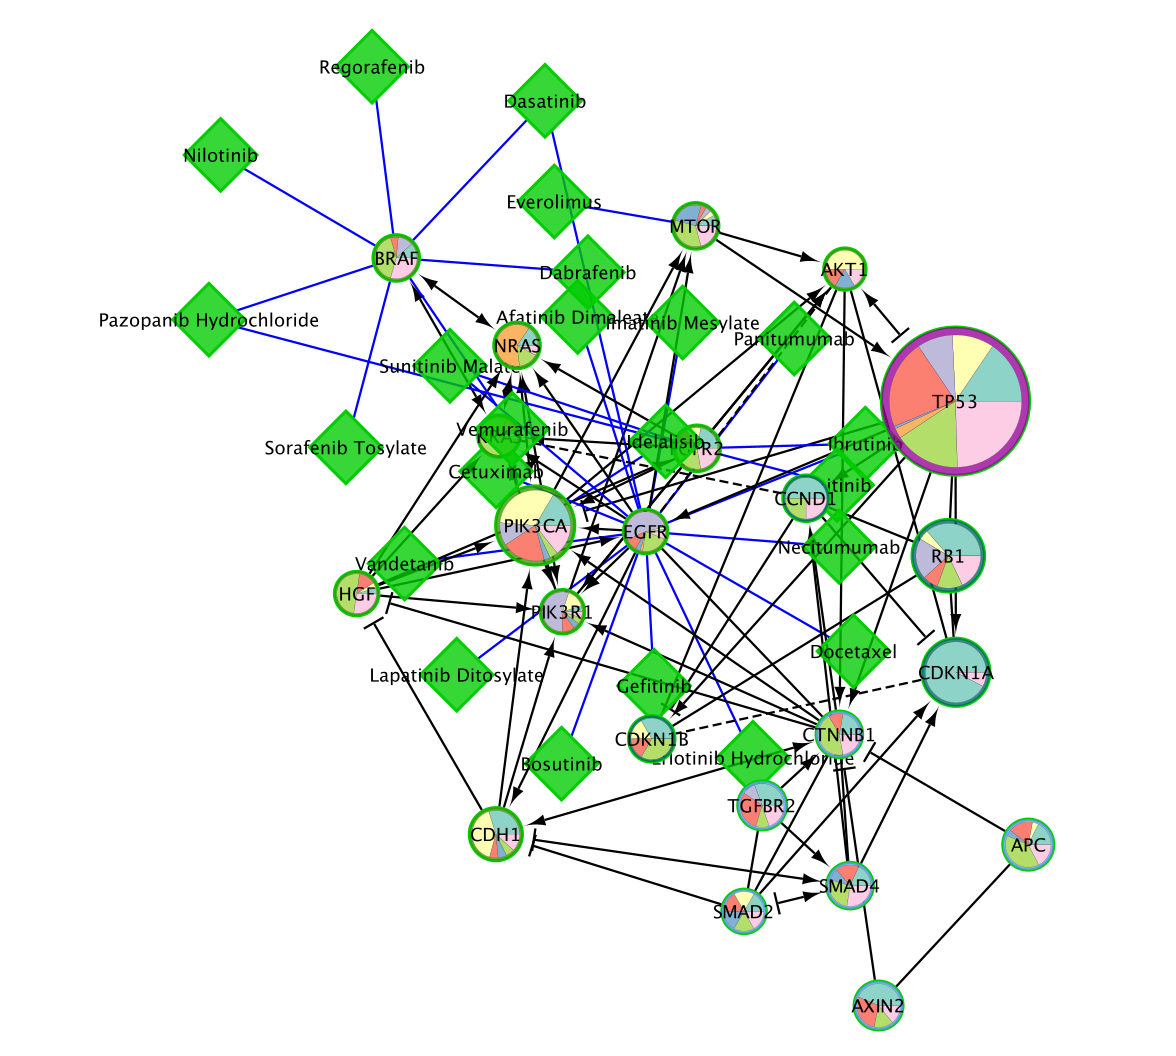 Regorafenib
Dasatinib
Nilotinib
Everolimus
MTOR
BRAF
AKT1
Dabrafenib
Pazopanib Hydrochloride
Afatinib Dimaleat
Imatinib Mesylate
Panitumumab
NRAS
Sunitinib Malate
TP53
Vemurafenib
KRAS
Sorafenib Tosylate
Idelalisib
Ibrutinib
Cetuximab
CCND1
PIK3CA
EGFR
Necitumumab
RB1
Vandetanib
HGF
PIK3R1
Docetaxel
CDKN1A
Lapatinib Ditosylate
Gefitinib
CDKN1B
CTNNB1
Bosutinib
Erlotinib Hydrochloride
TGFBR2
CDH1
APC
SMAD4
SMAD2
AXIN2